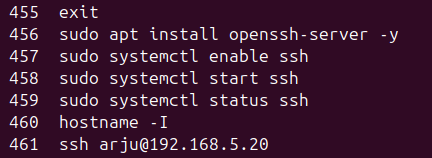 455 exit
456 sudo apt install openssh-server -y
457 sudo systemctl enable ssh
458 sudo systemctl start ssh
459 sudo systemctl status ssh
460 hostname -I
461 ssh arju@192.168.5.20